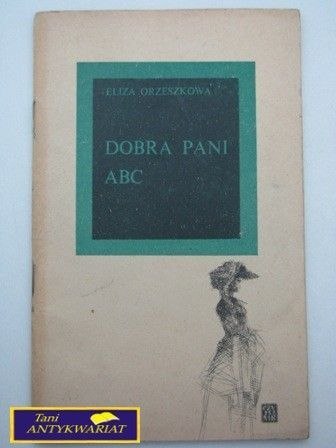 ELIZA ORZESZKOWA
DOBRA PANI
ABC
Tani
ANTYKWARIAT